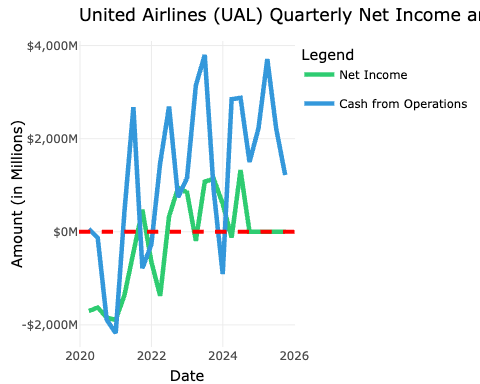 United Airlines (UAL) Quarterly Net Income
Legend
Net Income
Cash from Operations
Amount (in Millions)
$4,000M
$2,000M
$0M
-$2,000M
2020
2022
2024
2026
Date